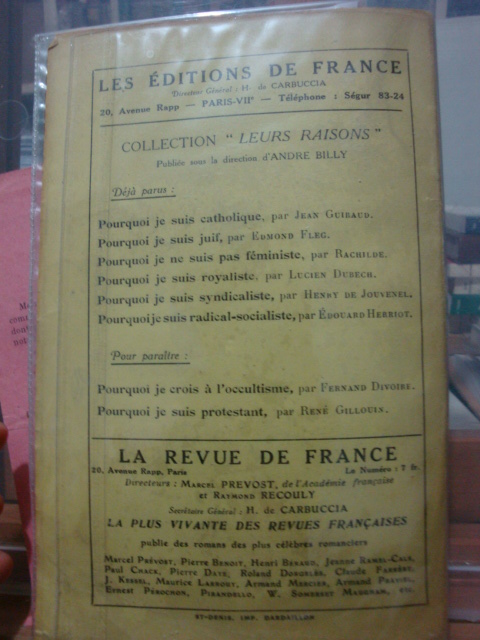 LES ÉDITIONS DE FRANCE
Directeur Général : H. de CARBUCCIA
20, Avenue Rapp — PARIS-VIIe — Téléphone : Ségur 83-24
COLLECTION " LEURS RAISONS "
Publiée sous la direction d'ANDRÉ BILLY
Déjà parus :
Pourquoi je suis catholique, par JEAN GUIRAUD.
Pourquoi je suis juif, par EDMOND FLEG.
Pourquoi je ne suis pas féministe, par RACHILDE.
Pourquoi je suis royaliste, par LUCIEN DUBECH.
Pourquoi je suis syndicaliste, par HENRY DE JOUVENEL.
Pourquoi je suis radical-socialiste, par ÉDOUARD HERRIOT.
Pour paraître :
Pourquoi je crois à l'occultisme, par FERNAND DIVOIRE.
Pourquoi je suis protestant, par RENÉ GILLOUIN.
LA REVUE DE FRANCE
20, Avenue Rapp, Paris Le Numéro : 7 fr.
Directeurs : MARCEL PREVOST, de l'Académie française
et RAYMOND RECOULY
Secrétaire Général : H. de CARBUCCIA
LA PLUS VIVANTE DES REVUES FRANÇAISES
publie des romans des plus célèbres romanciers
Marcel Prévost, Pierre Benoit, Henri Béraud, Jeanne Ramel-Cals,
Paul Chack, Pierre Daye, Roland Dorgelès, Claude Farrère,
J. Kessel, Maurice Larrouy, Armand Mercier, Armand
Ernest Pérochon, Pirandello, W. Somerset Maugham, etc.
ST-DENIS. IMP. DARDAILLON